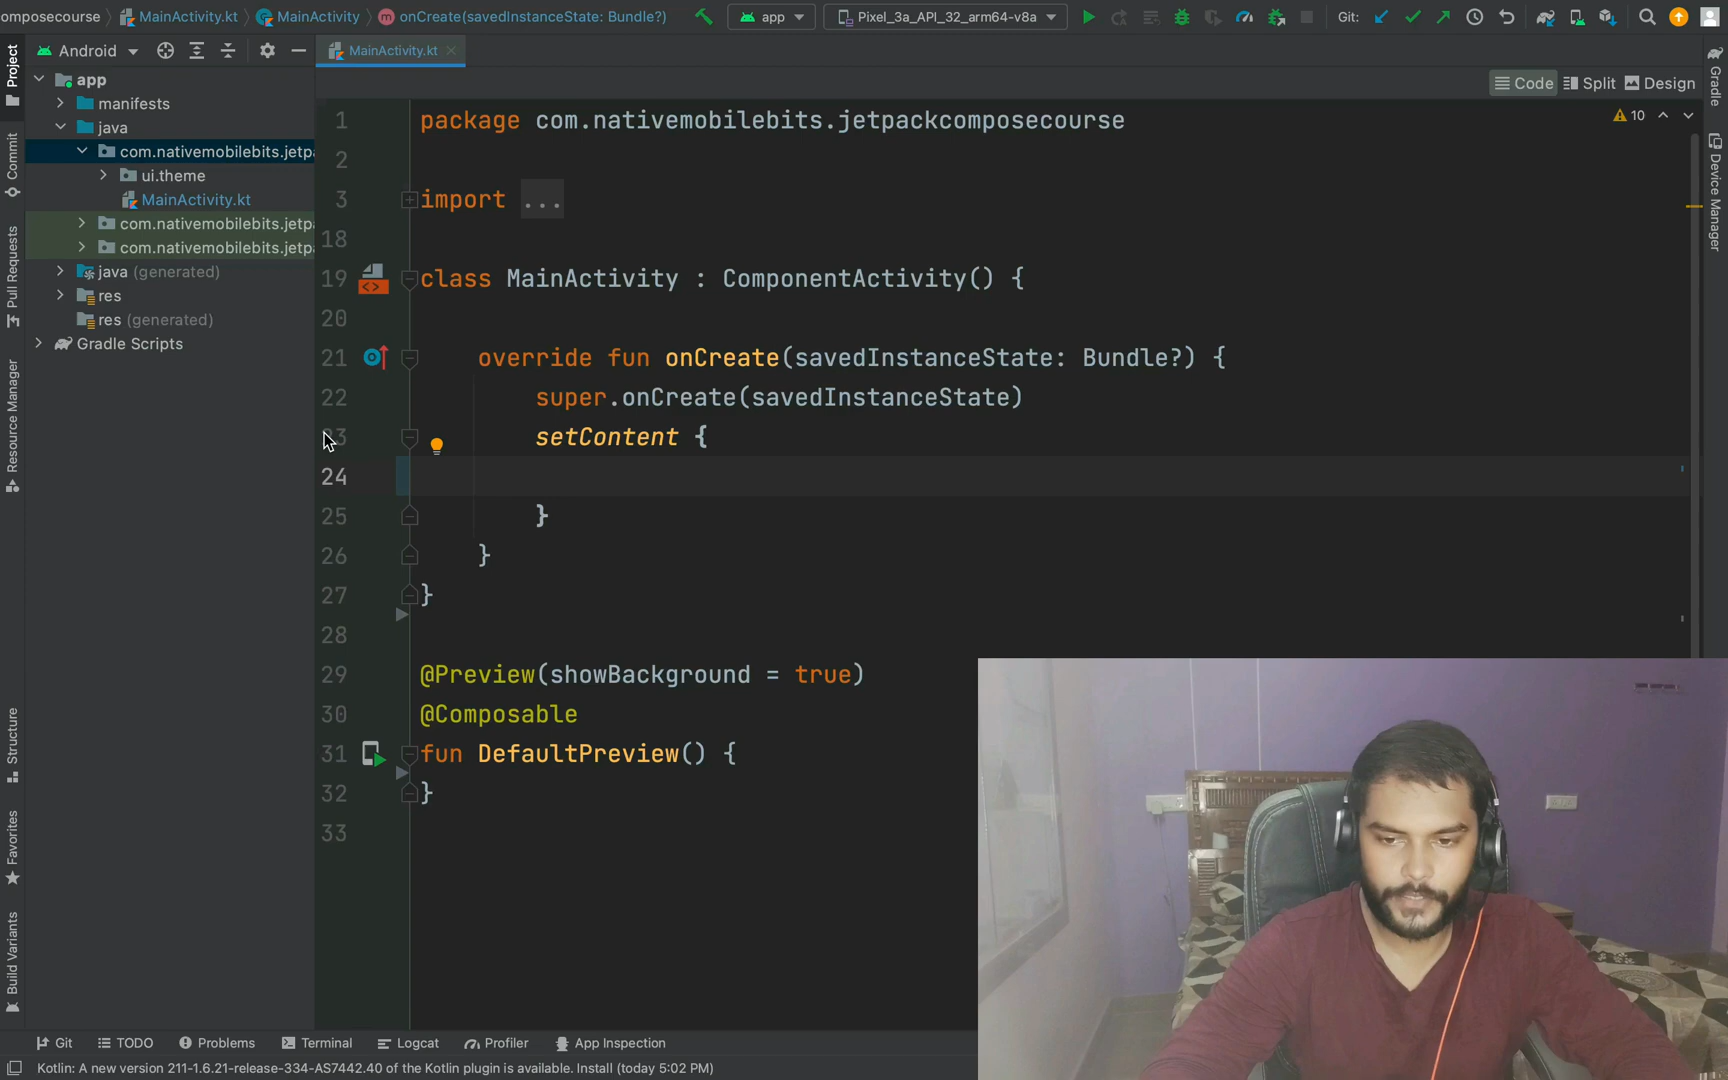 omposecourse MainActivity.kt MainActivity onCreate(savedInstanceState: Bundle?) app Pixel_3a_API_32_arm64-v8a Git:
Project
Android
MainActivity.kt
Gradle
Code Split Design
app
manifests
java
com.nativemobilebits.jetpa
ui.theme
MainActivity.kt
com.nativemobilebits.jetp
com.nativemobilebits.jetp
java (generated)
res
res (generated)
Gradle Scripts
Commit
Pull Requests
Resource Manager
Structure
Favorites
Build Variants
Device Manager
10
1 package com.nativemobilebits.jetpackcomposecourse
2
3 import ...
18
19 class MainActivity : ComponentActivity() {
20
21 override fun onCreate(savedInstanceState: Bundle?) {
22 super.onCreate(savedInstanceState)
23 setContent {
24
25 }
26 }
27 }
28
29 @Preview(showBackground = true)
30 @Composable
31 fun DefaultPreview() {
32 }
33
Git TODO Problems Terminal Logcat Profiler App Inspection
Kotlin: A new version 211-1.6.21-release-334-AS7442.40 of the Kotlin plugin is available. Install (today 5:02 PM)